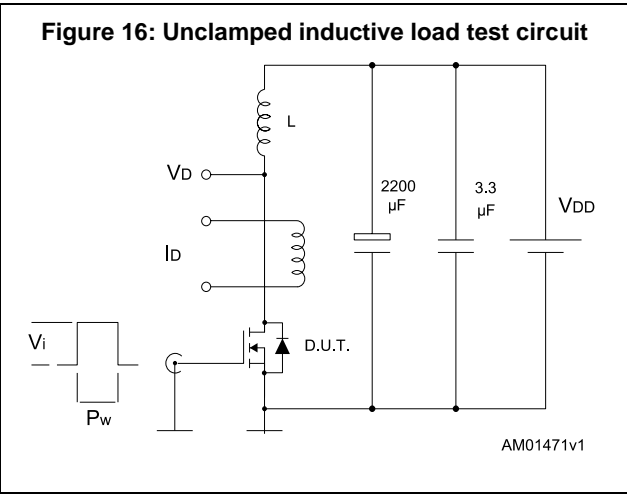 Figure 16: Unclamped inductive load test circuit
L
VD
2200
µF
3.3
µF
VDD
ID
Vi
D.U.T.
Pw
AM01471v1